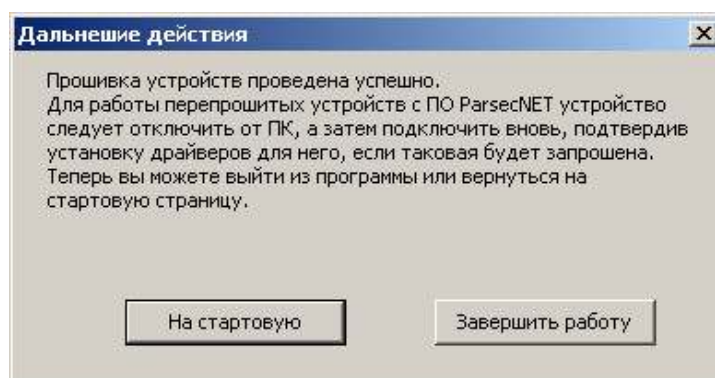 Дальнешие действия
Прошивка устройств проведена успешно.
Для работы перепрошитых устройств с ПО ParsecNET устройство
следует отключить от ПК, а затем подключить вновь, подтвердив
установку драйверов для него, если таковая будет запрошена.
Теперь вы можете выйти из программы или вернуться на
стартовую страницу.
На стартовую
Завершить работу